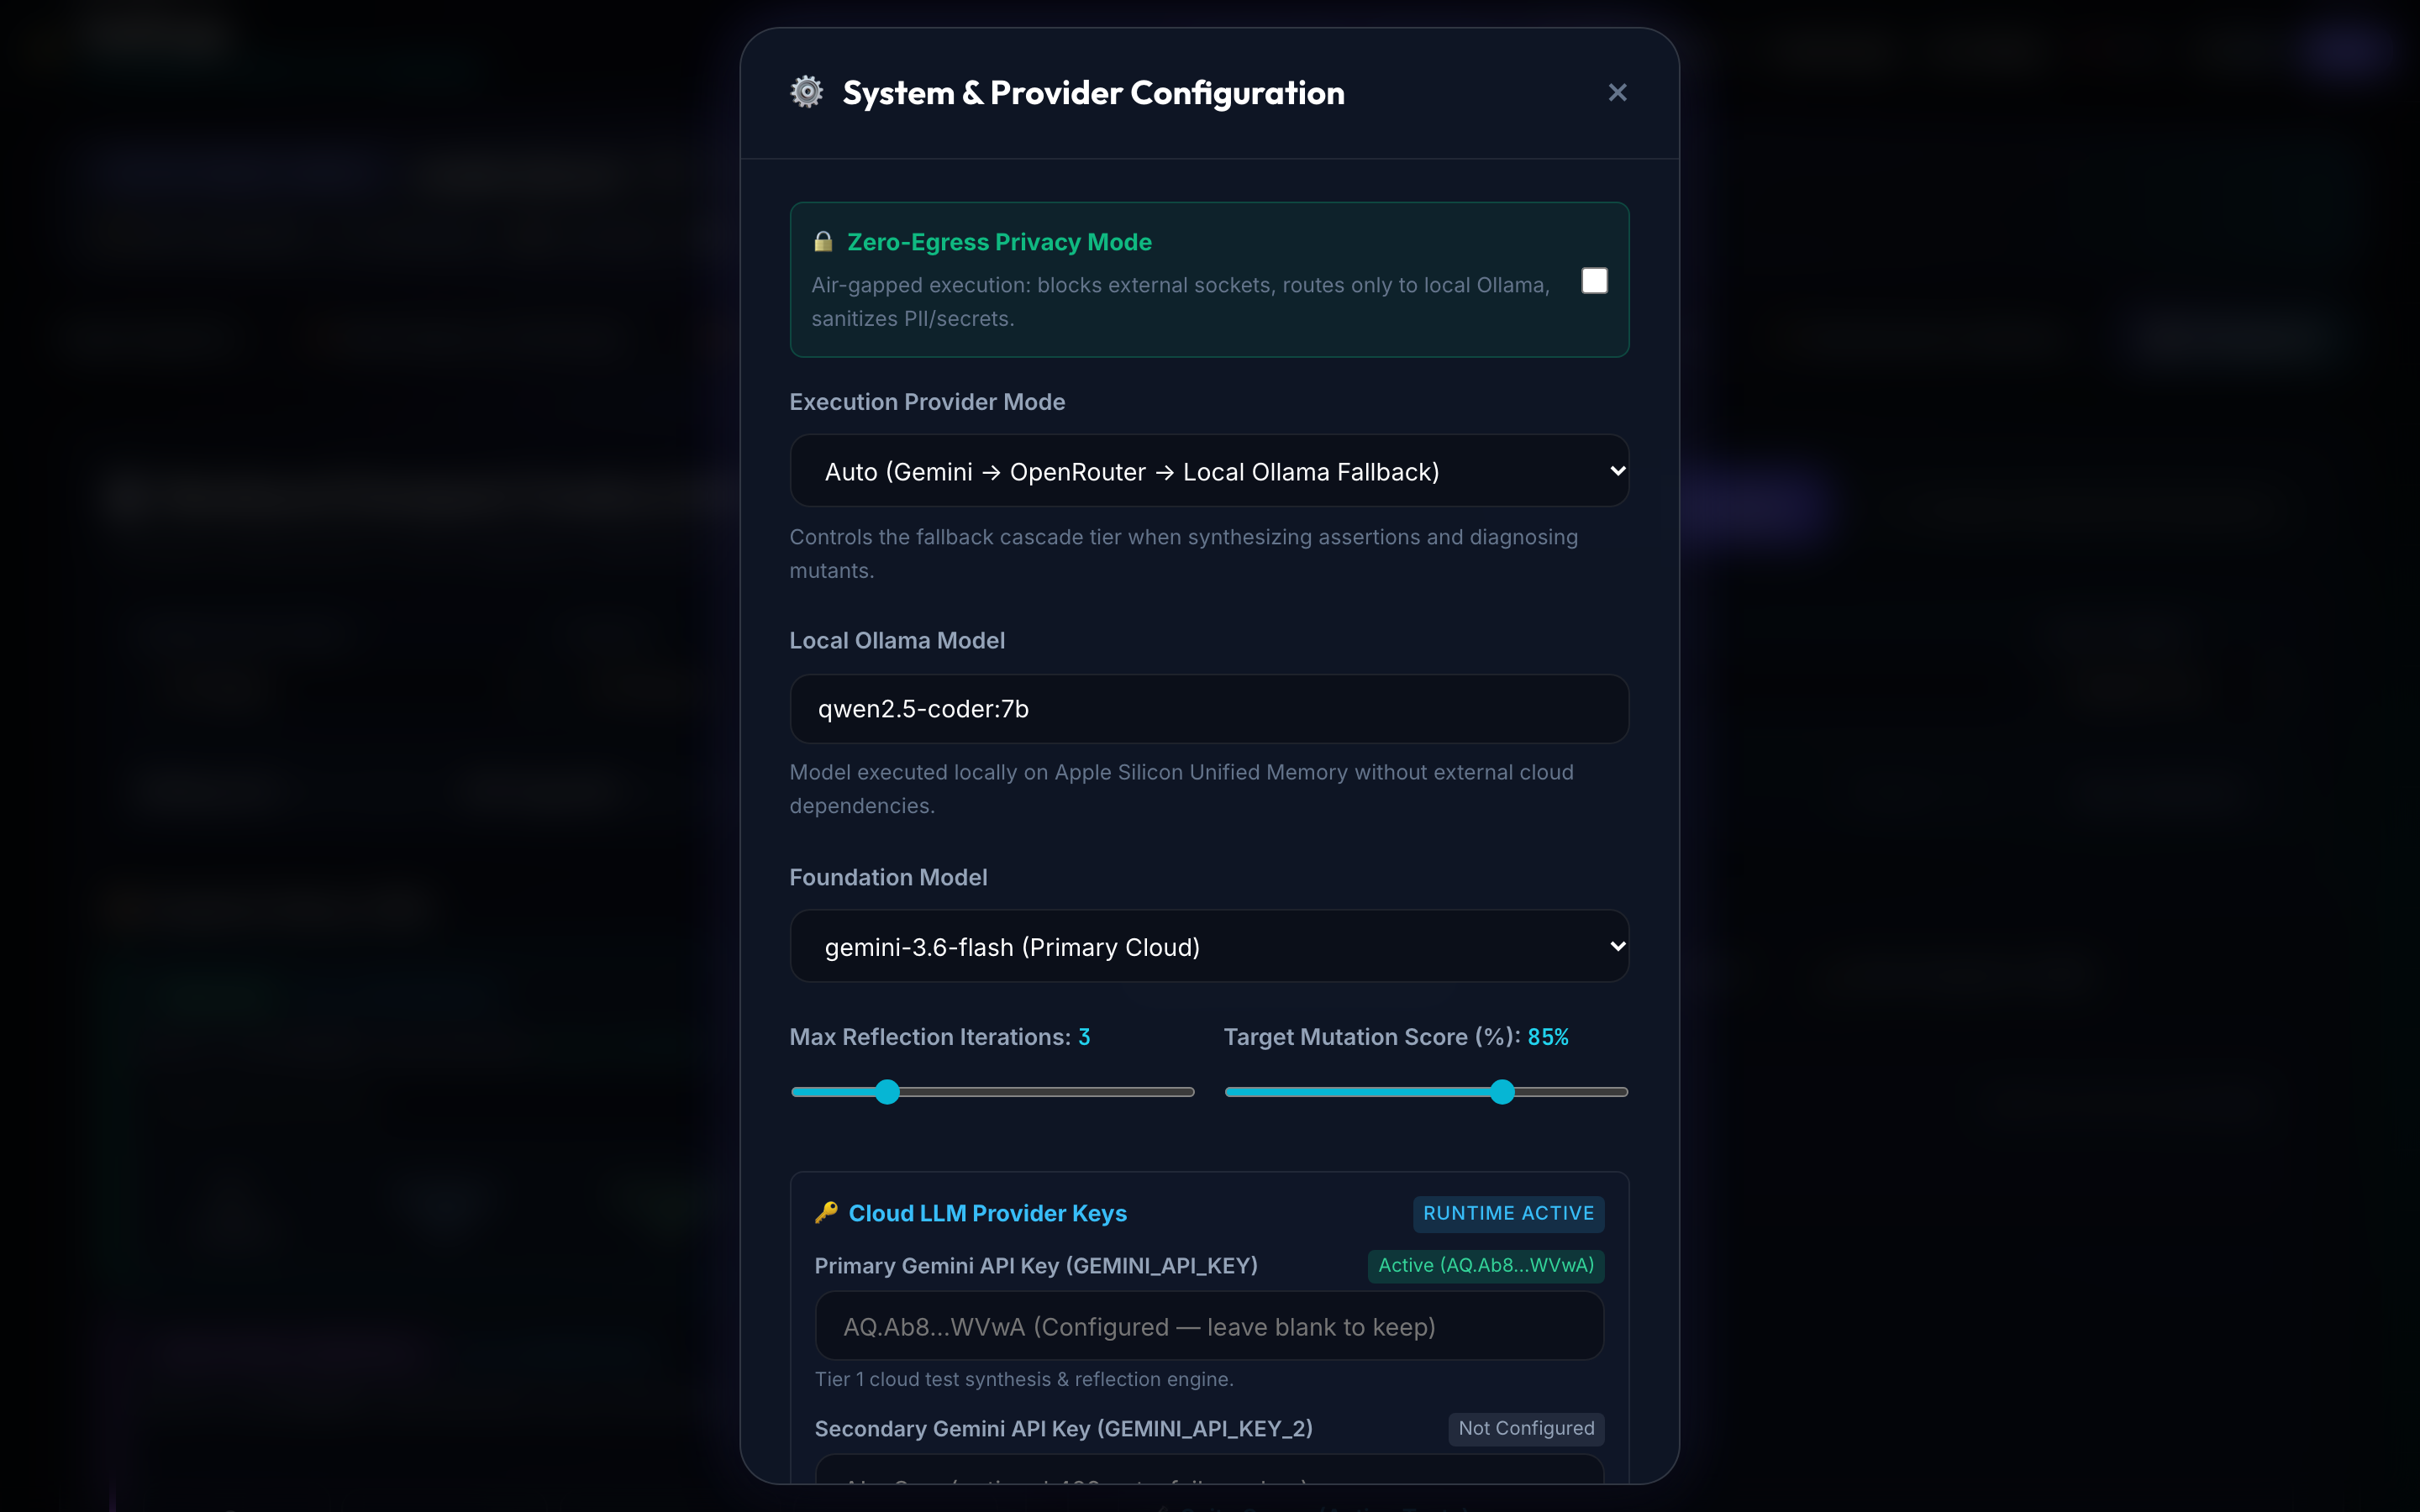 System & Provider Configuration
×
Zero-Egress Privacy Mode
Air-gapped execution: blocks external sockets, routes only to local Ollama,
sanitizes PII/secrets.
Execution Provider Mode
Auto (Gemini → OpenRouter → Local Ollama Fallback)
Controls the fallback cascade tier when synthesizing assertions and diagnosing
mutants.
Local Ollama Model
qwen2.5-coder:7b
Model executed locally on Apple Silicon Unified Memory without external cloud
dependencies.
Foundation Model
gemini-3.6-flash (Primary Cloud)
Max Reflection Iterations: 3
Target Mutation Score (%): 85%
Cloud LLM Provider Keys
RUNTIME ACTIVE
Primary Gemini API Key (GEMINI_API_KEY)
Active (AQ.Ab8...WVwA)
AQ.Ab8...WVwA (Configured — leave blank to keep)
Tier 1 cloud test synthesis & reflection engine.
Secondary Gemini API Key (GEMINI_API_KEY_2)
Not Configured